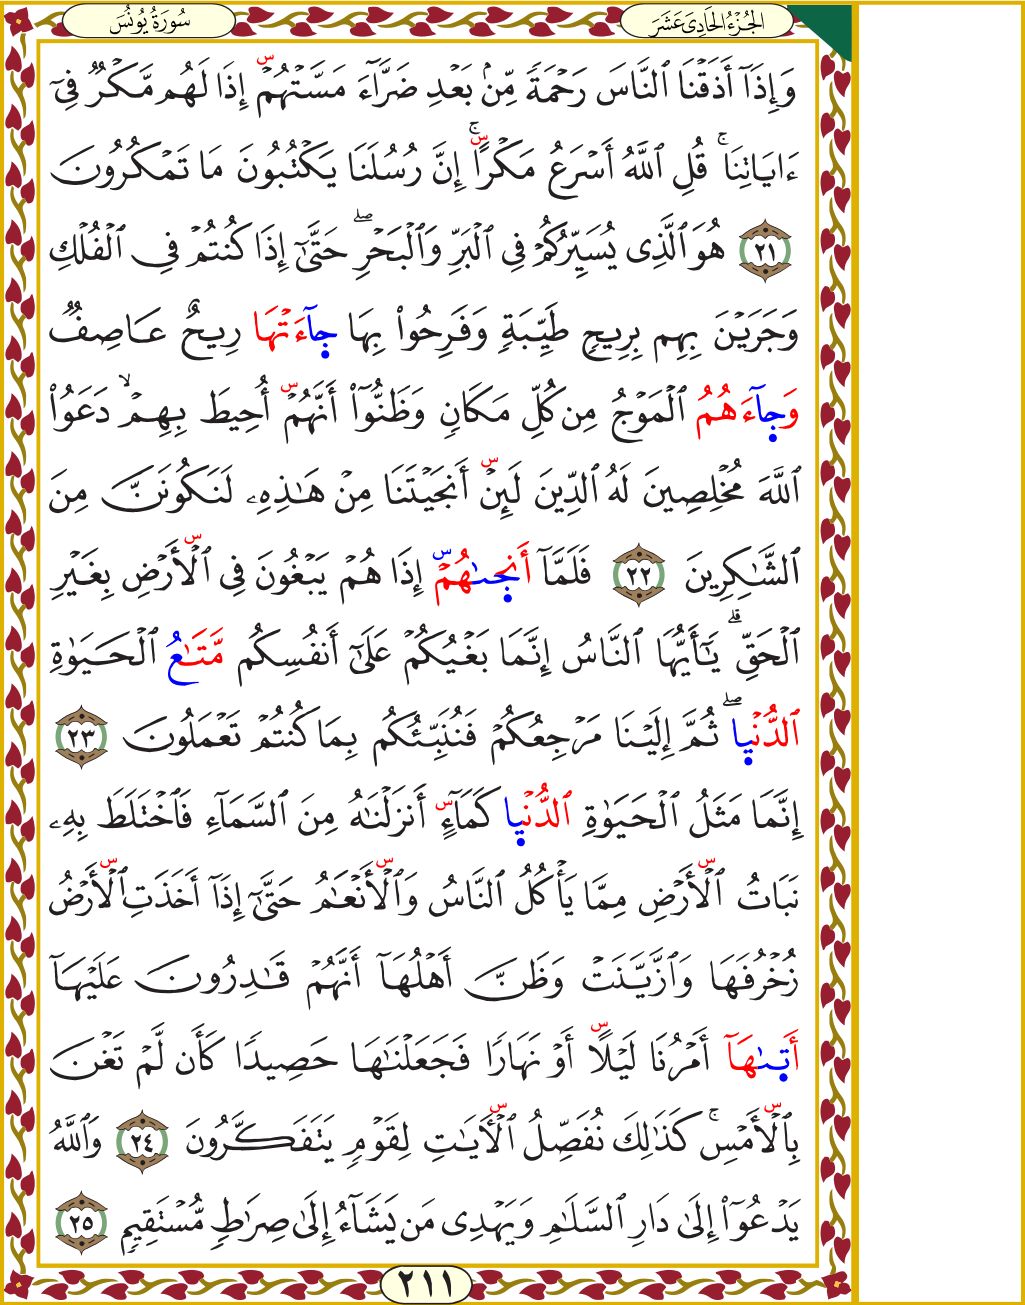 الجُزْءُ الحَادِيَ عَشَرَ
سُورَةُ يُونُسَ
وَإِذَآ أَذَقْنَا ٱلنَّاسَ رَحْمَةً مِّنۢ بَعْدِ ضَرَّآءَ مَسَّتْهُمْ إِذَا لَهُم مَّكْرٌ فِىٓ
ءَايَاتِنَا ۚ قُلِ ٱللَّهُ أَسْرَعُ مَكْرًا ۚ إِنَّ رُسُلَنَا يَكْتُبُونَ مَا تَمْكُرُونَ
٢١ هُوَ ٱلَّذِى يُسَيِّرُكُمْ فِى ٱلْبَرِّ وَٱلْبَحْرِ ۖ حَتَّىٰٓ إِذَا كُنتُمْ فِى ٱلْفُلْكِ
وَجَرَيْنَ بِهِم بِرِيحٍ طَيِّبَةٍ وَفَرِحُوا۟ بِهَا جَآءَتْهَا رِيحٌ عَاصِفٌ
وَجَآءَهُمُ ٱلْمَوْجُ مِن كُلِّ مَكَانٍ وَظَنُّوٓا۟ أَنَّهُمْ أُحِيطَ بِهِمْ ۙ دَعَوُا۟
ٱللَّهَ مُخْلِصِينَ لَهُ ٱلدِّينَ لَئِنْ أَنجَيْتَنَا مِنْ هَـٰذِهِۦ لَنَكُونَنَّ مِنَ
ٱلشَّـٰكِرِينَ ٢٢ فَلَمَّآ أَنجىٰهُمْ إِذَا هُمْ يَبْغُونَ فِى ٱلْأَرْضِ بِغَيْرِ
ٱلْحَقِّ ۗ يَـٰٓأَيُّهَا ٱلنَّاسُ إِنَّمَا بَغْيُكُمْ عَلَىٰٓ أَنفُسِكُم مَّتَـٰعُ ٱلْحَيَوٰةِ
ٱلدُّنْيا ۖ ثُمَّ إِلَيْنَا مَرْجِعُكُمْ فَنُنَبِّئُكُم بِمَا كُنتُمْ تَعْمَلُونَ ٢٣
إِنَّمَا مَثَلُ ٱلْحَيَوٰةِ ٱلدُّنْيا كَمَآءٍ أَنزَلْنَـٰهُ مِنَ ٱلسَّمَآءِ فَٱخْتَلَطَ بِهِۦ
نَبَاتُ ٱلْأَرْضِ مِمَّا يَأْكُلُ ٱلنَّاسُ وَٱلْأَنْعَـٰمُ حَتَّىٰٓ إِذَآ أَخَذَتِ ٱلْأَرْضُ
زُخْرُفَهَا وَٱزَّيَّنَتْ وَظَنَّ أَهْلُهَآ أَنَّهُمْ قَـٰدِرُونَ عَلَيْهَآ
أَتىٰهَآ أَمْرُنَا لَيْلًا أَوْ نَهَارًا فَجَعَلْنَـٰهَا حَصِيدًا كَأَن لَّمْ تَغْنَ
بِٱلْأَمْسِ ۚ كَذَٰلِكَ نُفَصِّلُ ٱلْأَيَـٰتِ لِقَوْمٍ يَتَفَكَّرُونَ ٢٤ وَٱللَّهُ
يَدْعُوٓا۟ إِلَىٰ دَارِ ٱلسَّلَـٰمِ وَيَهْدِى مَن يَشَآءُ إِلَىٰ صِرَٰطٍ مُّسْتَقِيمٍ ٢٥
٢١١